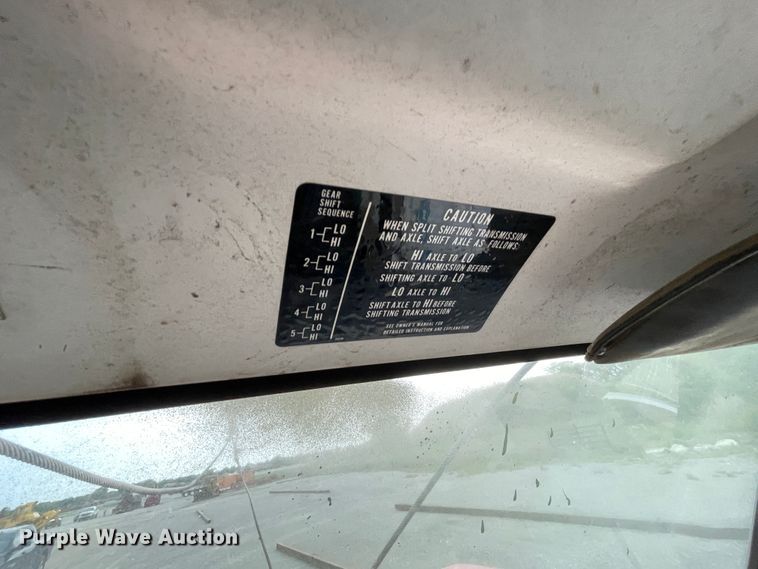 GEAR
SHIFT
SEQUENCE
1 LO
HI
2 LO
HI
3 LO
HI
4 LO
HI
5 LO
HI
CAUTION
WHEN SPLIT SHIFTING TRANSMISSION
AND AXLE, SHIFT AXLE AS FOLLOWS:
HI AXLE TO LO
SHIFT TRANSMISSION BEFORE
SHIFTING AXLE TO LO
LO AXLE TO HI
SHIFT AXLE TO HI BEFORE
SHIFTING TRANSMISSION
SEE OWNER'S MANUAL FOR
DETAILED INSTRUCTION AND EXPLANATION
Purple Wave Auction